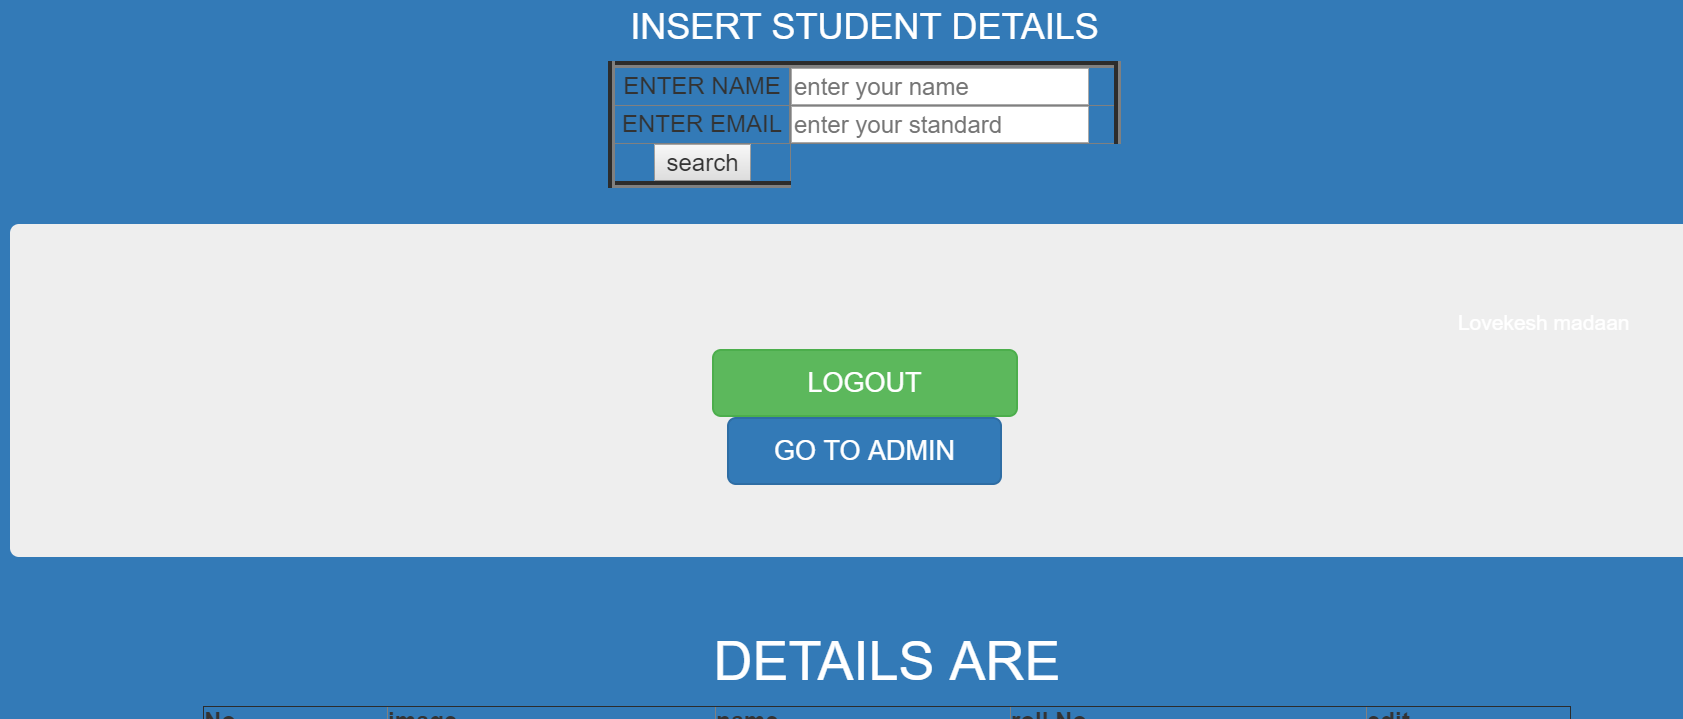 INSERT STUDENT DETAILS
ENTER NAME enter your name
ENTER EMAIL enter your standard
search
Lovekesh madaan
LOGOUT
GO TO ADMIN
DETAILS ARE
No image name roll No edit